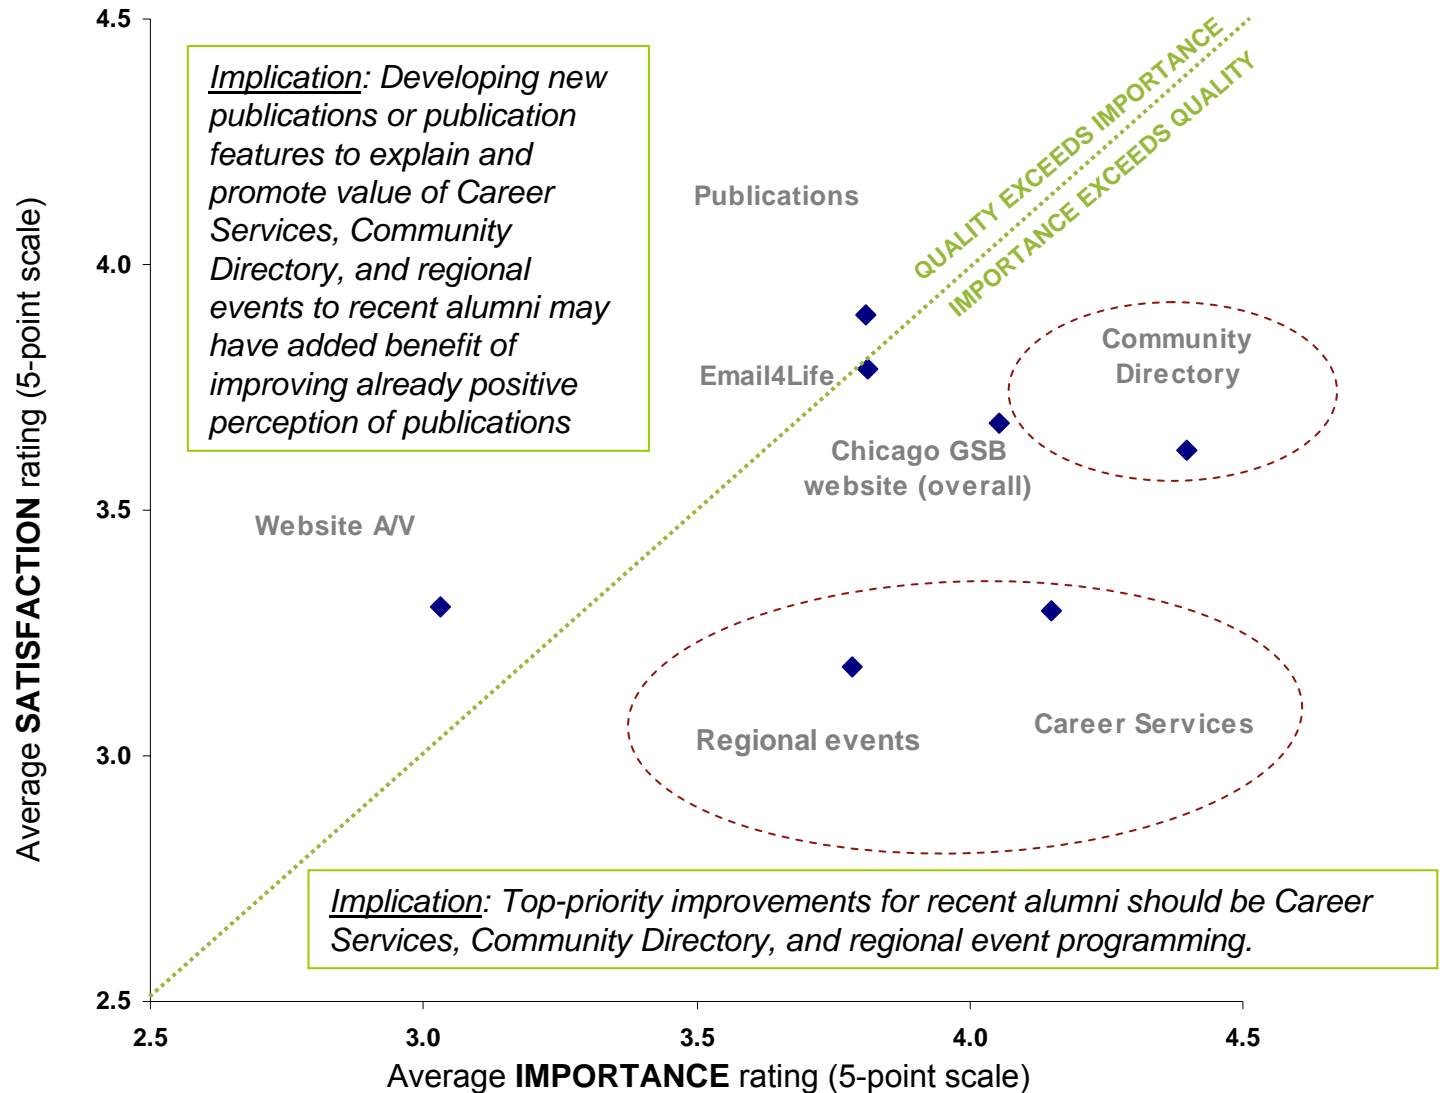 4.5
Implication: Developing new
publications or publication
features to explain and
promote value of Career
Services, Community
Directory, and regional
events to recent alumni may
have added benefit of
improving already positive
perception of publications
QUALITY EXCEEDS IMPORTANCE
IMPORTANCE EXCEEDS QUALITY
Publications
4.0
Community
Directory
Email4Life
Chicago GSB
website (overall)
3.5
Website A/V
Career Services
Regional events
3.0
Implication: Top-priority improvements for recent alumni should be Career
Services, Community Directory, and regional event programming.
2.5
2.5 3.0 3.5 4.0 4.5
Average IMPORTANCE rating (5-point scale)
Average SATISFACTION rating (5-point scale)